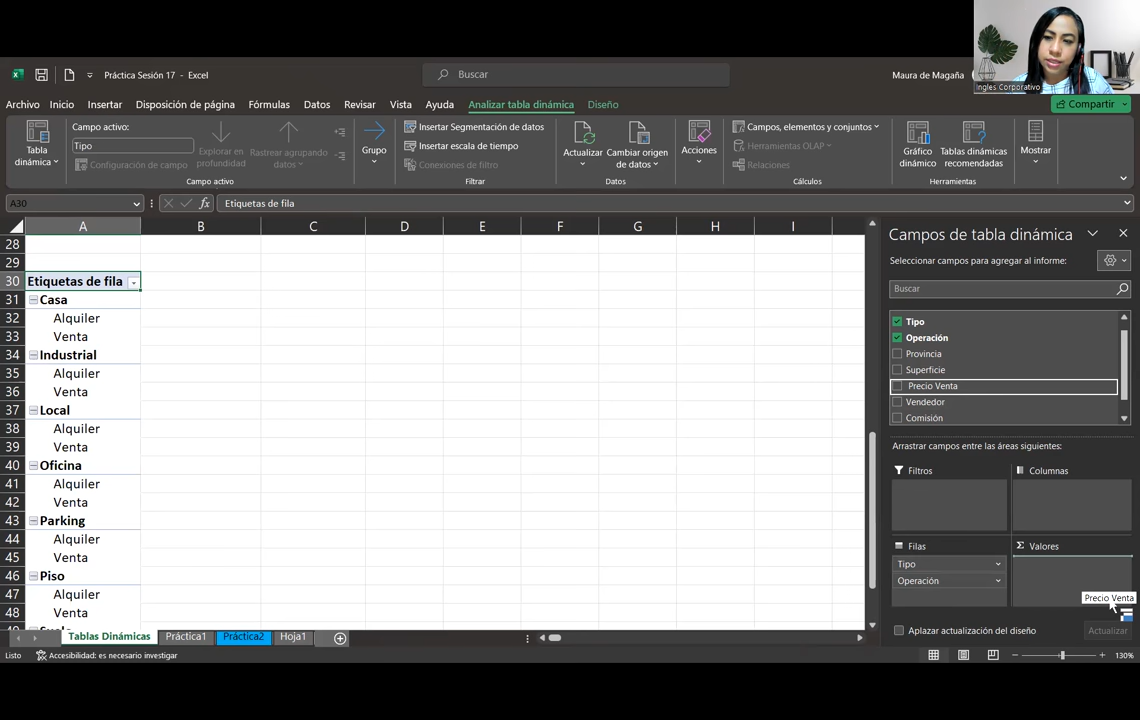 Ingles Corporativo
Práctica Sesión 17 - Excel
Buscar
Maura de Magaña
Archivo Inicio Insertar Disposición de página Fórmulas Datos Revisar Vista Ayuda Analizar tabla dinámica Diseño
Compartir
Tabla dinámica
Campo activo:
Tipo
Configuración de campo
Explorar en profundidad
Rastrear agrupando datos
Campo activo
Grupo
Insertar Segmentación de datos
Insertar escala de tiempo
Conexiones de filtro
Filtrar
Actualizar
Cambiar origen de datos
Datos
Acciones
Campos, elementos y conjuntos
Herramientas OLAP
Relaciones
Cálculos
Gráfico dinámico
Tablas dinámicas recomendadas
Herramientas
Mostrar
A30
fx
Etiquetas de fila
A B C D E F G H I
28
29
30 Etiquetas de fila
31 Casa
32 Alquiler
33 Venta
34 Industrial
35 Alquiler
36 Venta
37 Local
38 Alquiler
39 Venta
40 Oficina
41 Alquiler
42 Venta
43 Parking
44 Alquiler
45 Venta
46 Piso
47 Alquiler
48 Venta
Campos de tabla dinámica
Seleccionar campos para agregar al informe:
Buscar
Tipo
Operación
Provincia
Superficie
Precio Venta
Vendedor
Comisión
Arrastrar campos entre las áreas siguientes:
Filtros
Columnas
Filas
Σ Valores
Tipo
Operación
Precio Venta
Aplazar actualización del diseño
Actualizar
Tablas Dinámicas Práctica1 Práctica2 Hoja1
Listo
Accesibilidad: es necesario investigar
130%